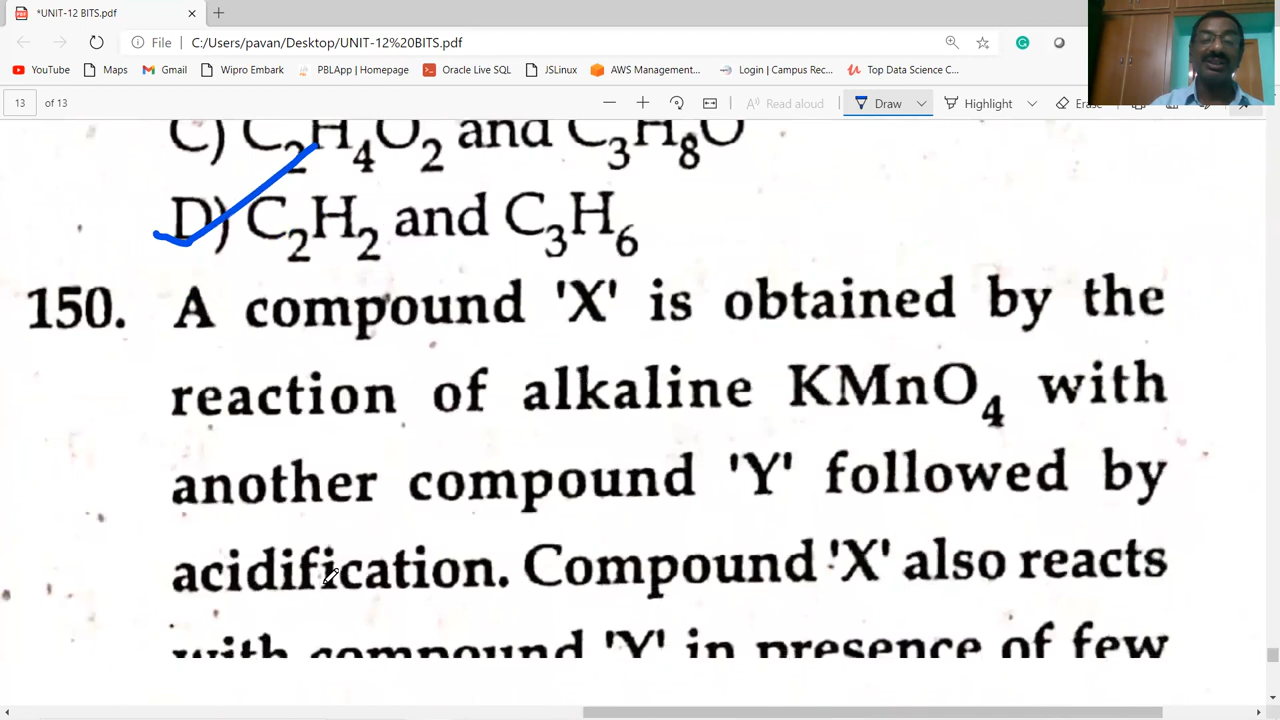 *UNIT-12 BITS.pdf
File C:/Users/pavan/Desktop/UNIT-12%20BITS.pdf
YouTube Maps Gmail Wipro Embark PBLApp | Homepage Oracle Live SQL JSLinux AWS Management... Login | Campus Rec... Top Data Science C...
13 of 13 Read aloud Draw Highlight Erase
C) C₂H₄O₂ and C₃H₈O
D) C₂H₂ and C₃H₆
150. A compound 'X' is obtained by the
reaction of alkaline KMnO₄ with
another compound 'Y' followed by
acidification. Compound 'X' also reacts
with compound 'Y' in presence of few